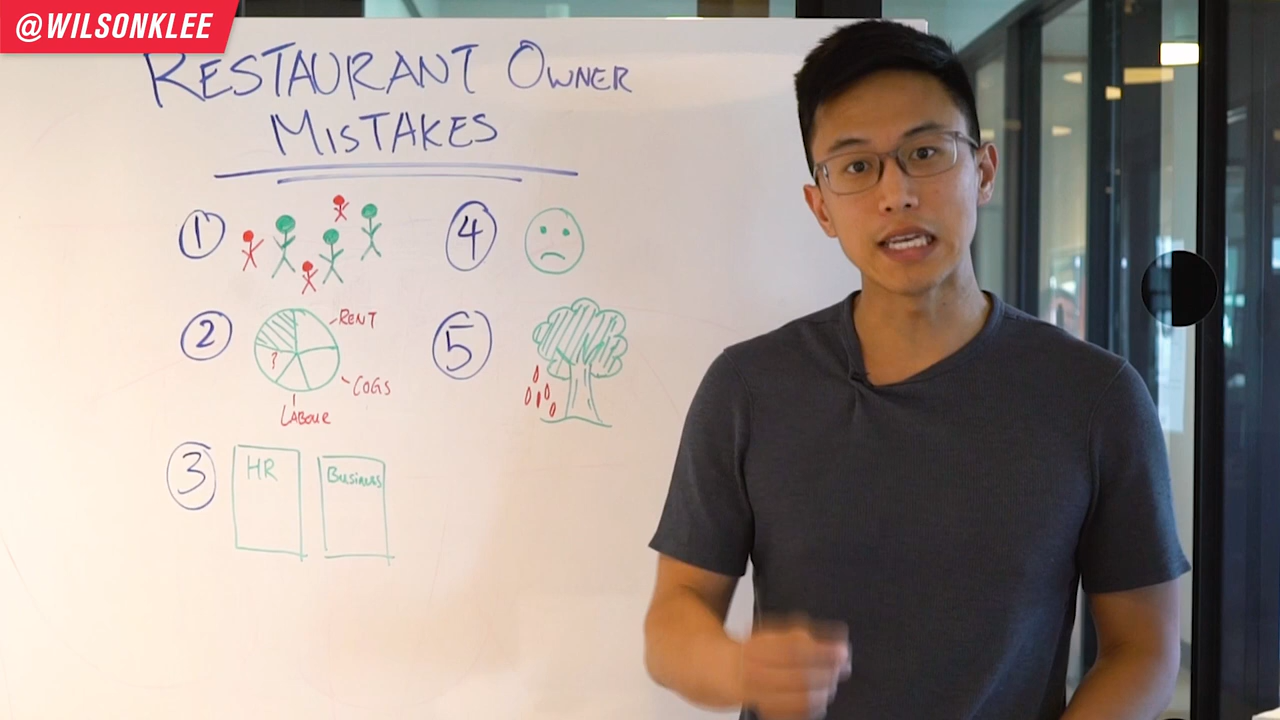 @WILSONKLEE
RESTAURANT OWNER
MISTAKES
1
4
2
RENT
?
COGS
LABOUR
5
3
HR
BUSINESS